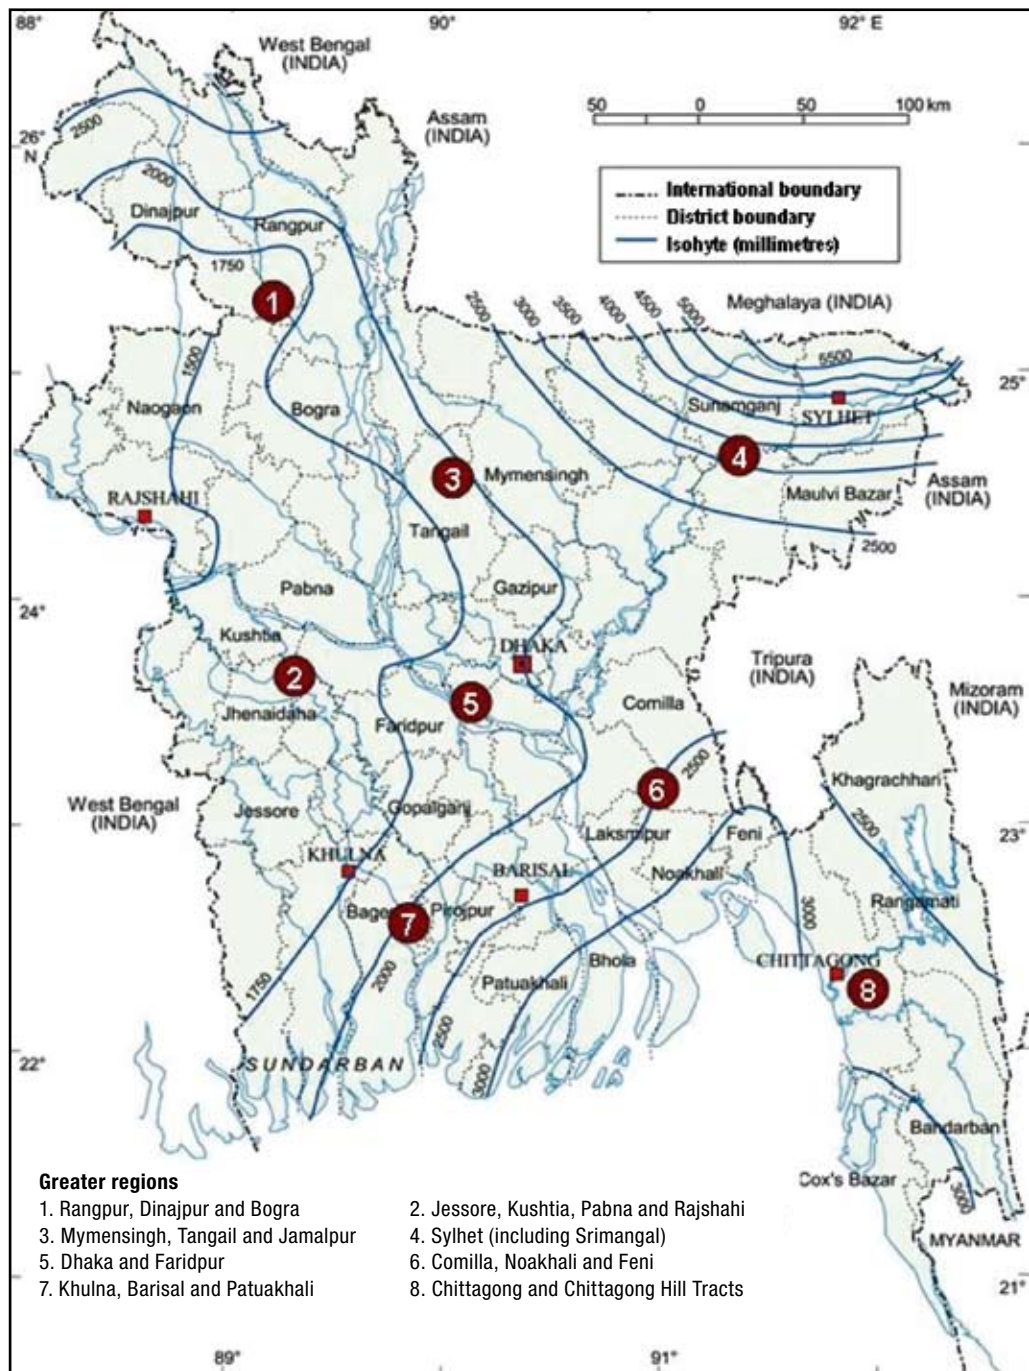 88°
90°
92° E
West Bengal
(INDIA)
Assam
(INDIA)
50
0
50
100 km
26°
N
2500
2000
Dinajpur
Rangpur
1750
International boundary
District boundary
Isohyte (millimetres)
1
2500
3000
3500
4000
4500
5000
Meghalaya (INDIA)
5500
25°
1500
Naogaon
Bogra
Sunamganj
SYLHET
3
Mymensingh
4
Assam
(INDIA)
Maulvi Bazar
RAJSHAHI
Tangail
2500
24°
Pabna
Gazipur
Kushtia
DHAKA
2
Tripura
(INDIA)
Mizoram
(INDIA)
Jhenaidaha
Faridpur
5
Comilla
2500
6
Khagrachhari
West Bengal
(INDIA)
Jessore
Gopalganj
Laksmipur
Feni
2500
23°
KHULNA
BARISAL
Noakhali
Rangamati
7
Pirojpur
3000
Bhola
CHITTAGONG
8
1750
2000
Patuakhali
2500
3000
22°
SUNDARBAN
Bandarban
Cox's Bazar
3000
MYANMAR
21°
Greater regions
1. Rangpur, Dinajpur and Bogra
2. Jessore, Kushtia, Pabna and Rajshahi
3. Mymensingh, Tangail and Jamalpur
4. Sylhet (including Srimangal)
5. Dhaka and Faridpur
6. Comilla, Noakhali and Feni
7. Khulna, Barisal and Patuakhali
8. Chittagong and Chittagong Hill Tracts
89°
91°